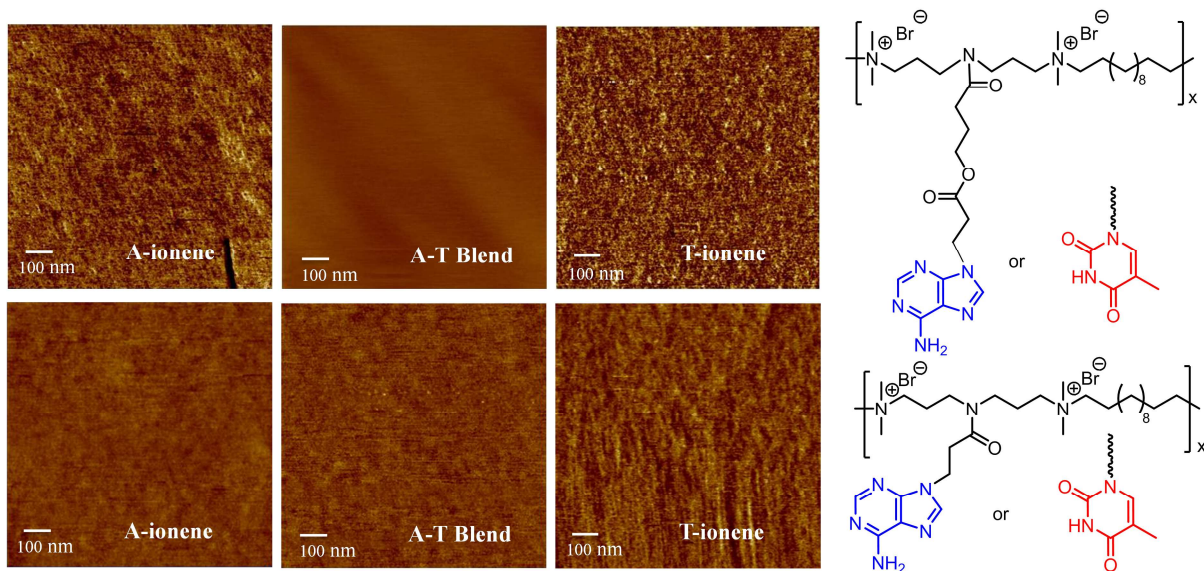 100 nm A-ionene
100 nm A-T Blend
100 nm T-ionene
100 nm A-ionene
100 nm A-T Blend
100 nm T-ionene
Br⊖ Br⊖
N⊕ N N⊕
8
x
O
O
O
N
N N
N N
NH₂
or
N
O
HN
O
Br⊖ Br⊖
N⊕ N N⊕
8
x
O
N
N N
N N
NH₂
or
N
O
HN
O